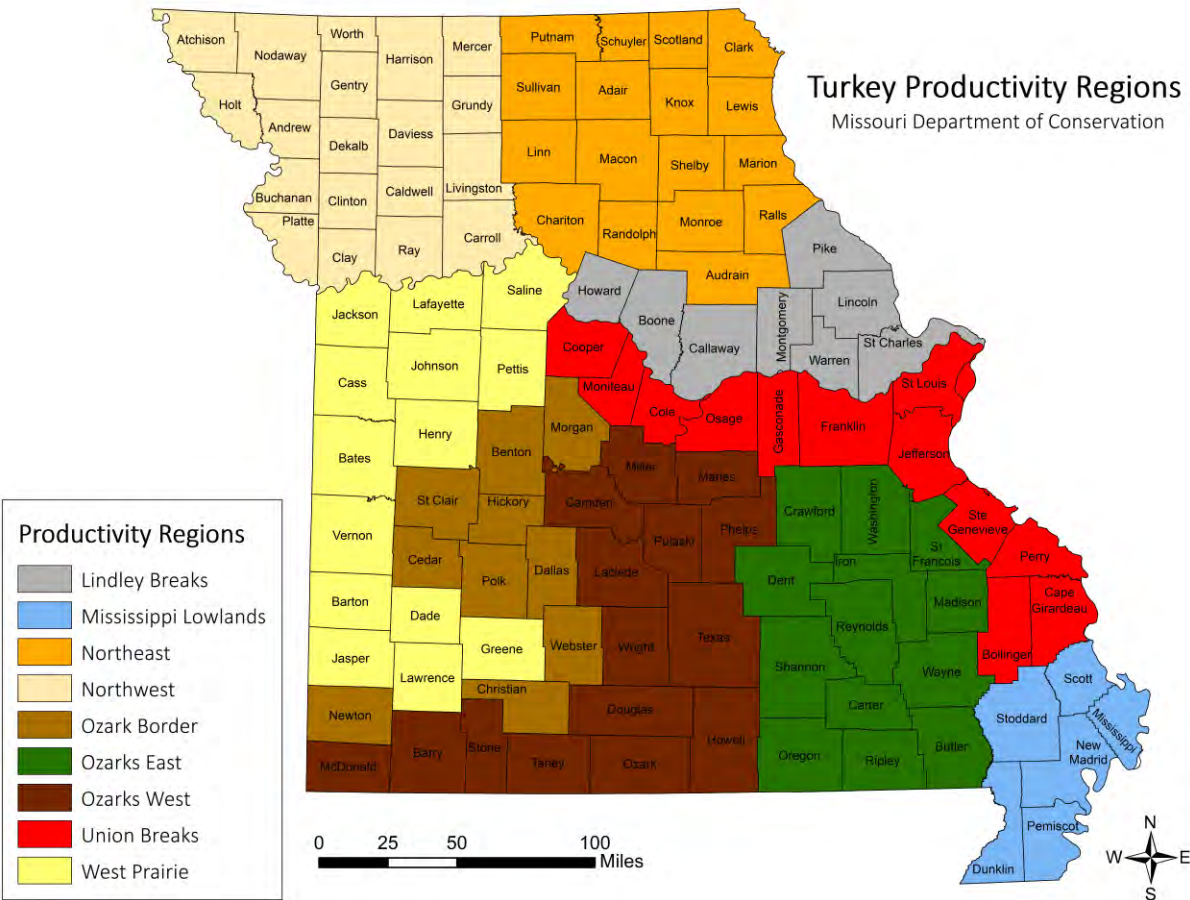 Turkey Productivity Regions
Missouri Department of Conservation
Atchison
Nodaway
Worth
Harrison
Mercer
Putnam
Schuyler
Scotland
Clark
Holt
Gentry
Grundy
Sullivan
Adair
Knox
Lewis
Andrew
Dekalb
Daviess
Linn
Macon
Shelby
Marion
Buchanan
Clinton
Caldwell
Livingston
Chariton
Randolph
Monroe
Ralls
Platte
Clay
Ray
Carroll
Audrain
Pike
Jackson
Lafayette
Saline
Howard
Boone
Callaway
Montgomery
Lincoln
Warren
St Charles
Cass
Johnson
Pettis
Cooper
Moniteau
Cole
Osage
Gasconade
Franklin
St Louis
Jefferson
Bates
Henry
Benton
Morgan
Miller
Maries
St Clair
Hickory
Camden
Pulaski
Phelps
Crawford
Washington
Ste
Genevieve
St
Francois
Perry
Vernon
Cedar
Polk
Dallas
Laclede
Dent
Iron
Madison
Cape
Girardeau
Barton
Dade
Greene
Webster
Wright
Texas
Reynolds
Bollinger
Jasper
Lawrence
Christian
Shannon
Wayne
Scott
Newton
Douglas
Howell
Carter
Stoddard
Mississippi
McDonald
Barry
Stone
Taney
Ozark
Oregon
Ripley
Butler
New
Madrid
Pemiscot
Dunklin
Productivity Regions
Lindley Breaks
Mississippi Lowlands
Northeast
Northwest
Ozark Border
Ozarks East
Ozarks West
Union Breaks
West Prairie
0 25 50 100
Miles
N
W E
S